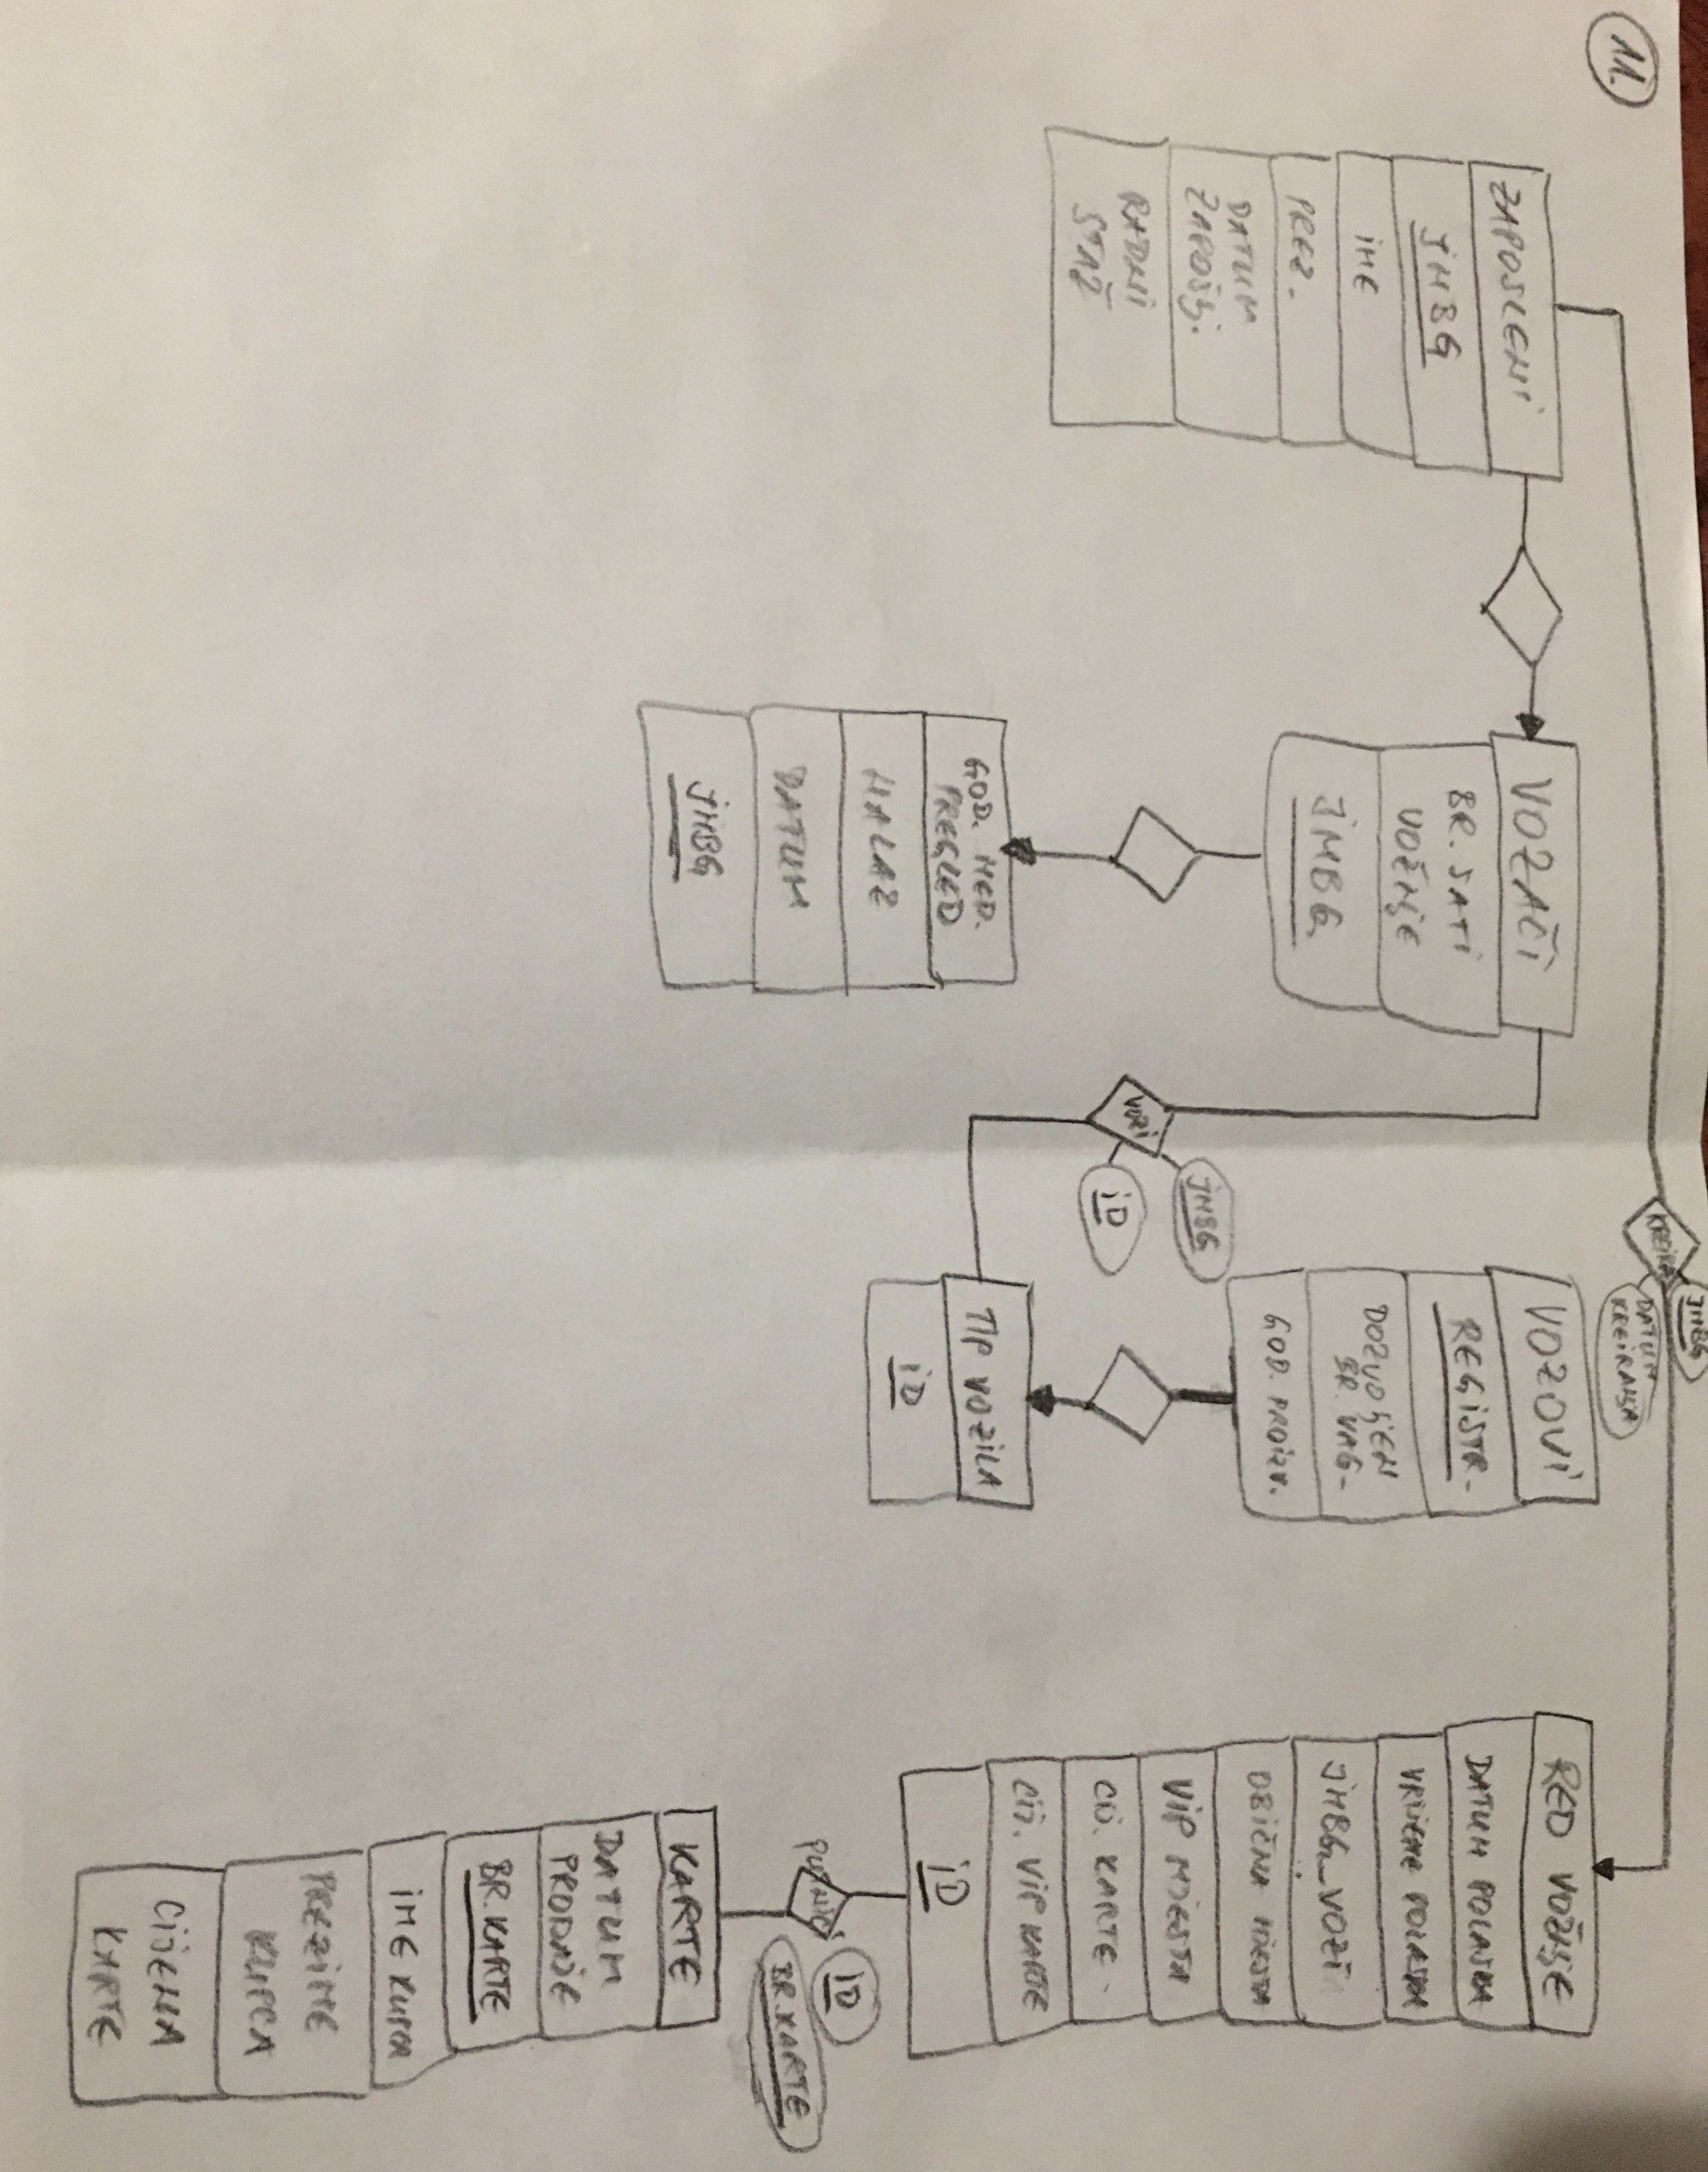 11.
ZAPOSLENI
JMBG
IME
PREZ.
DATUM
ZAPOŠLJ.
RADNI
STAŽ
VOZAČI
BR. SATI
VOŽNJE
JMBG
GOD. MED.
PREGLED
NALAZ
DATUM
JMBG
VOZI
JMBG
ID
KREIRA
JMBG
DATUM
KREIRANJA
VOZOVI
REGISTR.
DOZVOLJEN
BR. VAG.
GOD. PROIZV.
TIP VOZILA
ID
RED VOŽNJE
DATUM POLASKA
VRIJEME POLASKA
JMBG_VOZI
OBIČNA MJESTA
VIP MJESTA
CIJ. KARTE
CIJ. VIP KARTE
ID
ID
BR. KARTE
KARTE
DATUM
PRODAJE
BR. KARTE
IME KUPCA
PREZIME
KUPCA
CIJENA
KARTE